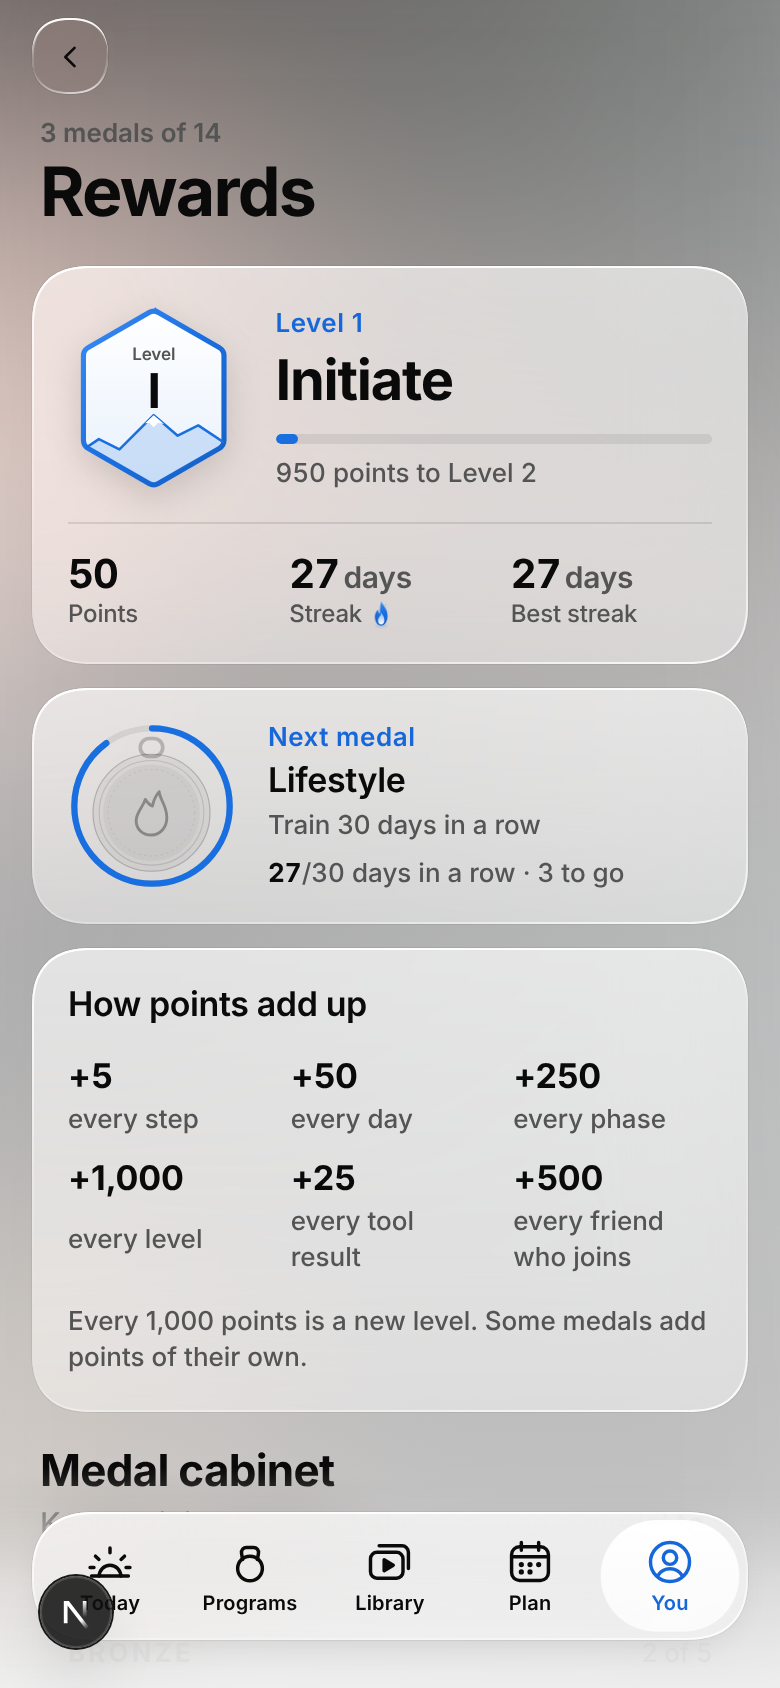 3 medals of 14
Rewards
Level
I
Level 1
Initiate
950 points to Level 2
50
Points
27 days
Streak
27 days
Best streak
Next medal
Lifestyle
Train 30 days in a row
27/30 days in a row · 3 to go
How points add up
+5
every step
+50
every day
+250
every phase
+1,000
every level
+25
every tool
result
+500
every friend
who joins
Every 1,000 points is a new level. Some medals add
points of their own.
Medal cabinet
Today
Programs
Library
Plan
You
N
BRONZE
2 of 5